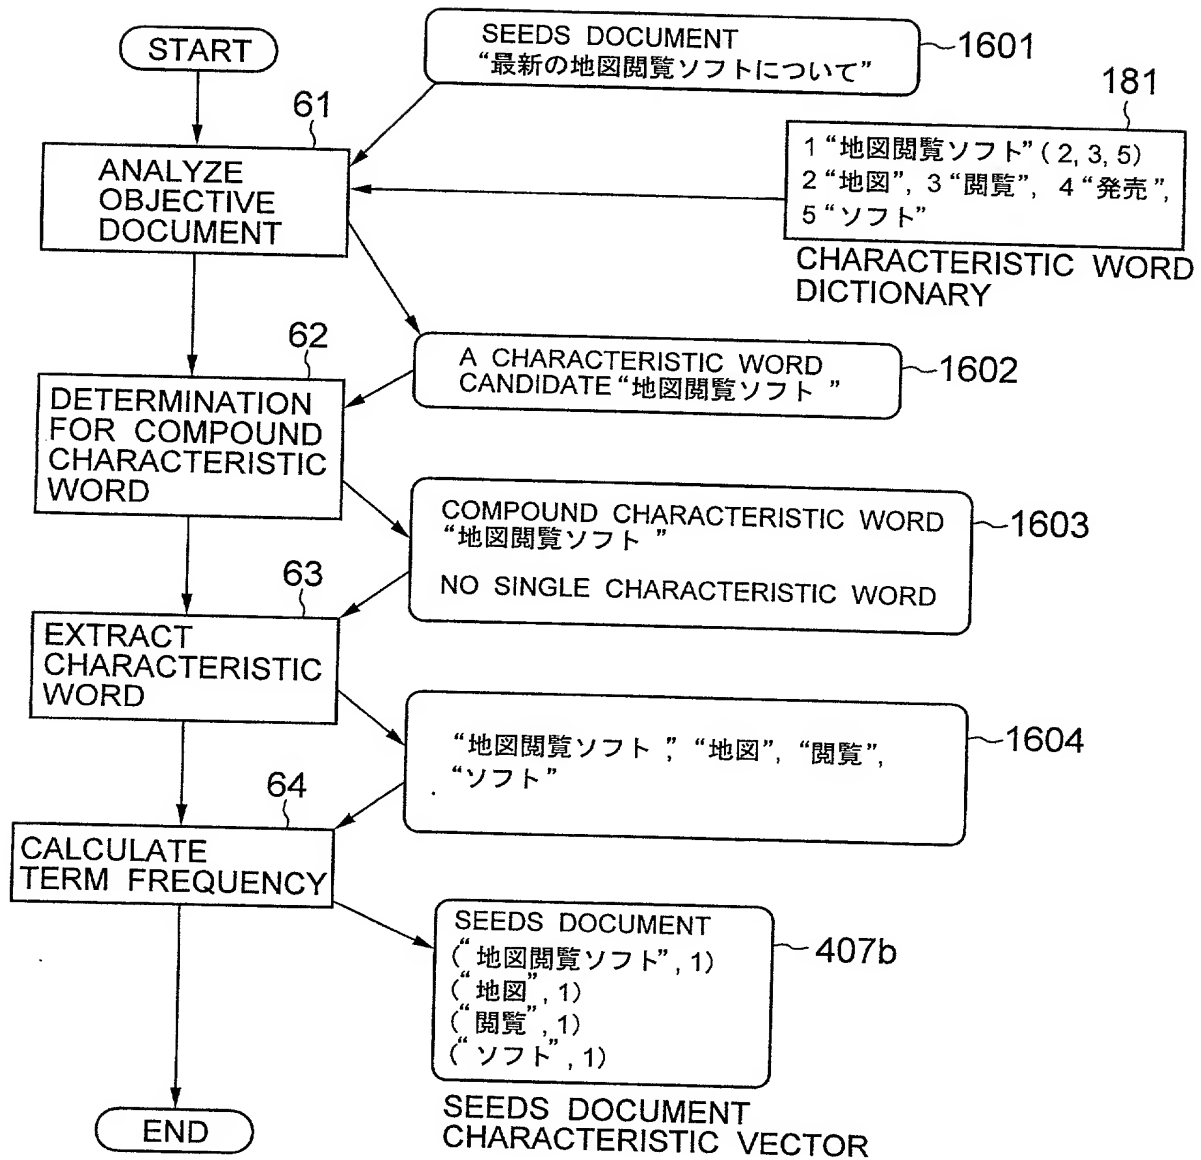 START
SEEDS DOCUMENT
“最新の地図閲覧ソフトについて”
1601
181
1 “地図閲覧ソフト” ( 2, 3, 5)
2 “地図”, 3 “閲覧”, 4 “発売”,
5 “ソフト”
CHARACTERISTIC WORD
DICTIONARY
61
ANALYZE
OBJECTIVE
DOCUMENT
A CHARACTERISTIC WORD
CANDIDATE “地図閲覧ソフト ”
1602
62
DETERMINATION
FOR COMPOUND
CHARACTERISTIC
WORD
COMPOUND CHARACTERISTIC WORD
“地図閲覧ソフト ”
NO SINGLE CHARACTERISTIC WORD
1603
63
EXTRACT
CHARACTERISTIC
WORD
“地図閲覧ソフト ”, “地図”, “閲覧”,
“ソフト”
1604
64
CALCULATE
TERM FREQUENCY
SEEDS DOCUMENT
(“地図閲覧ソフト”, 1)
(“地図”, 1)
(“閲覧”, 1)
(“ソフト”, 1)
407b
SEEDS DOCUMENT
CHARACTERISTIC VECTOR
END